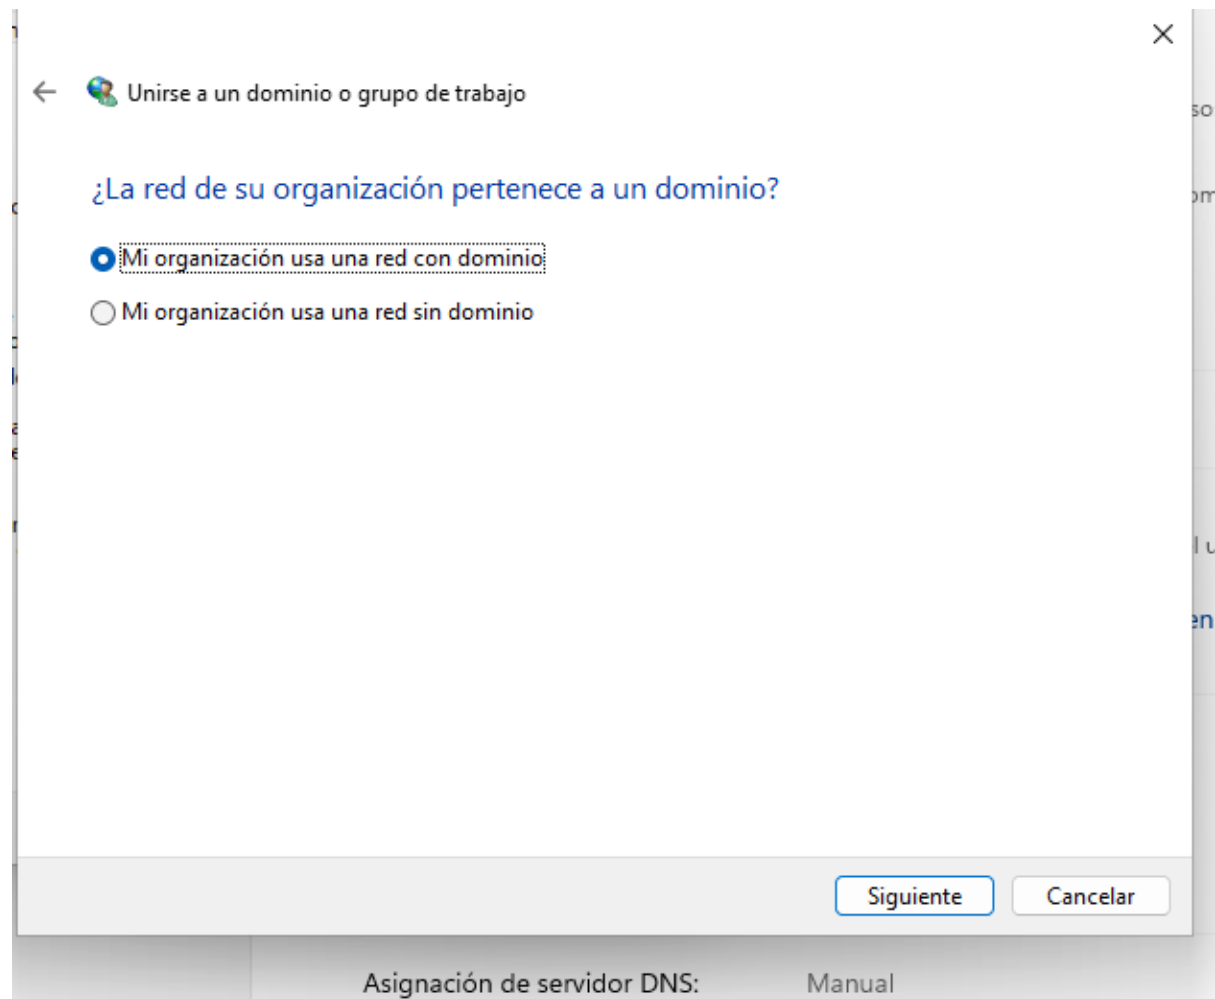 Unirse a un dominio o grupo de trabajo
¿La red de su organización pertenece a un dominio?
Mi organización usa una red con dominio
Mi organización usa una red sin dominio
Siguiente
Cancelar
Asignación de servidor DNS:
Manual